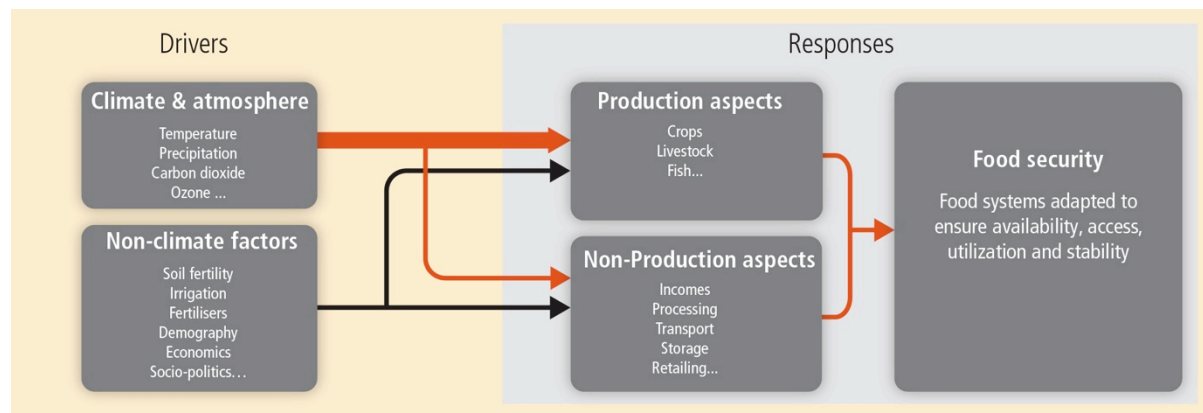 Drivers
Responses
Climate & atmosphere
Temperature
Precipitation
Carbon dioxide
Ozone ...
Non-climate factors
Soil fertility
Irrigation
Fertilisers
Demography
Economics
Socio-politics...
Production aspects
Crops
Livestock
Fish...
Non-Production aspects
Incomes
Processing
Transport
Storage
Retailing...
Food security
Food systems adapted to
ensure availability, access,
utilization and stability